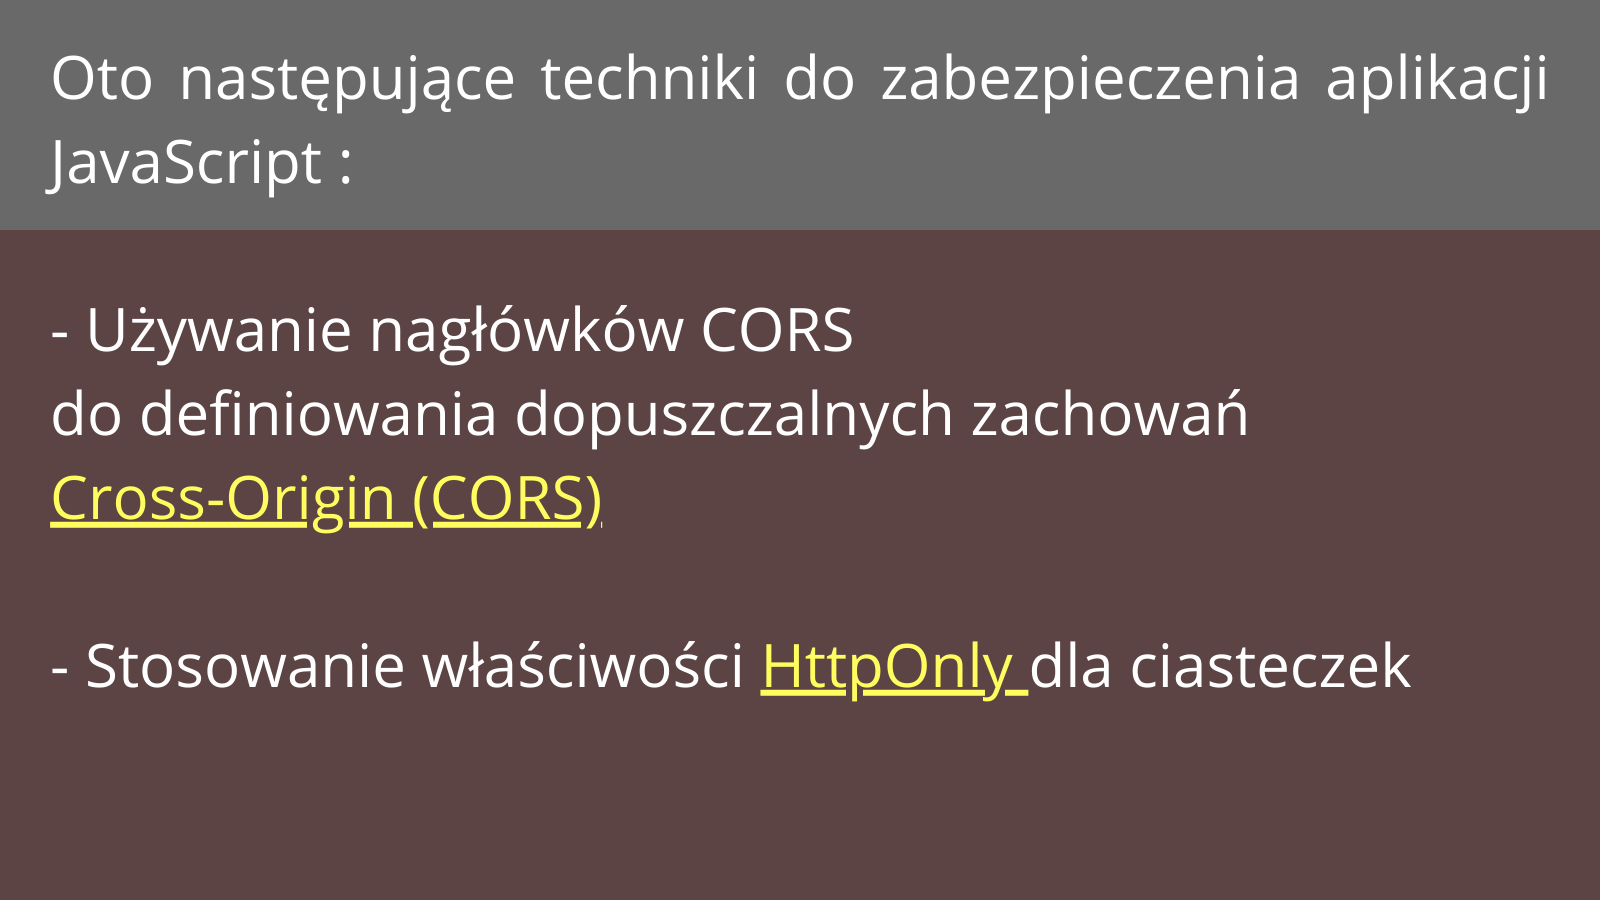 Oto następujące techniki do zabezpieczenia aplikacji
JavaScript :
- Używanie nagłówków CORS
do definiowania dopuszczalnych zachowań
Cross-Origin (CORS)
- Stosowanie właściwości HttpOnly dla ciasteczek